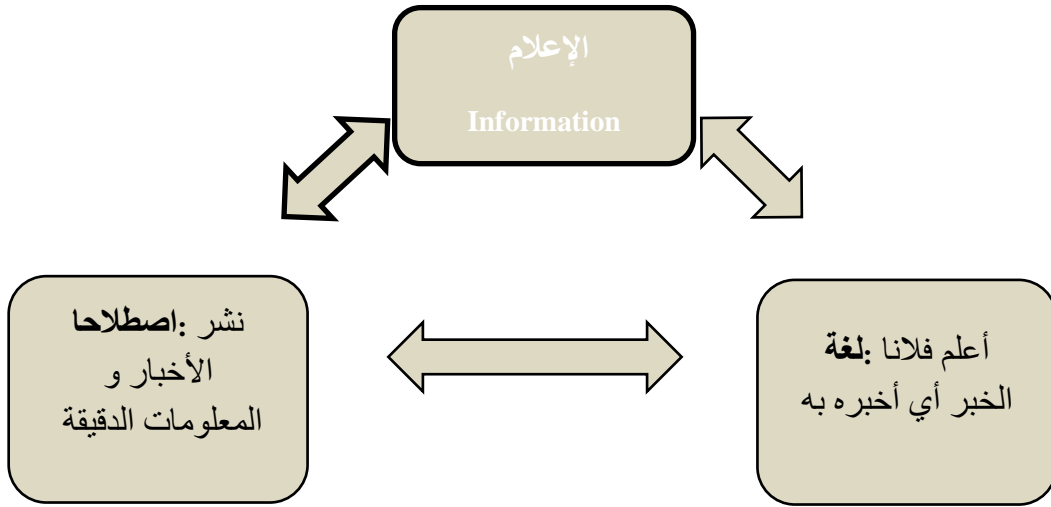 الإعلام
Information
لغة: أعلم فلانا
الخبر أي أخبره به
اصطلاحا: نشر
الأخبار و
المعلومات الدقيقة